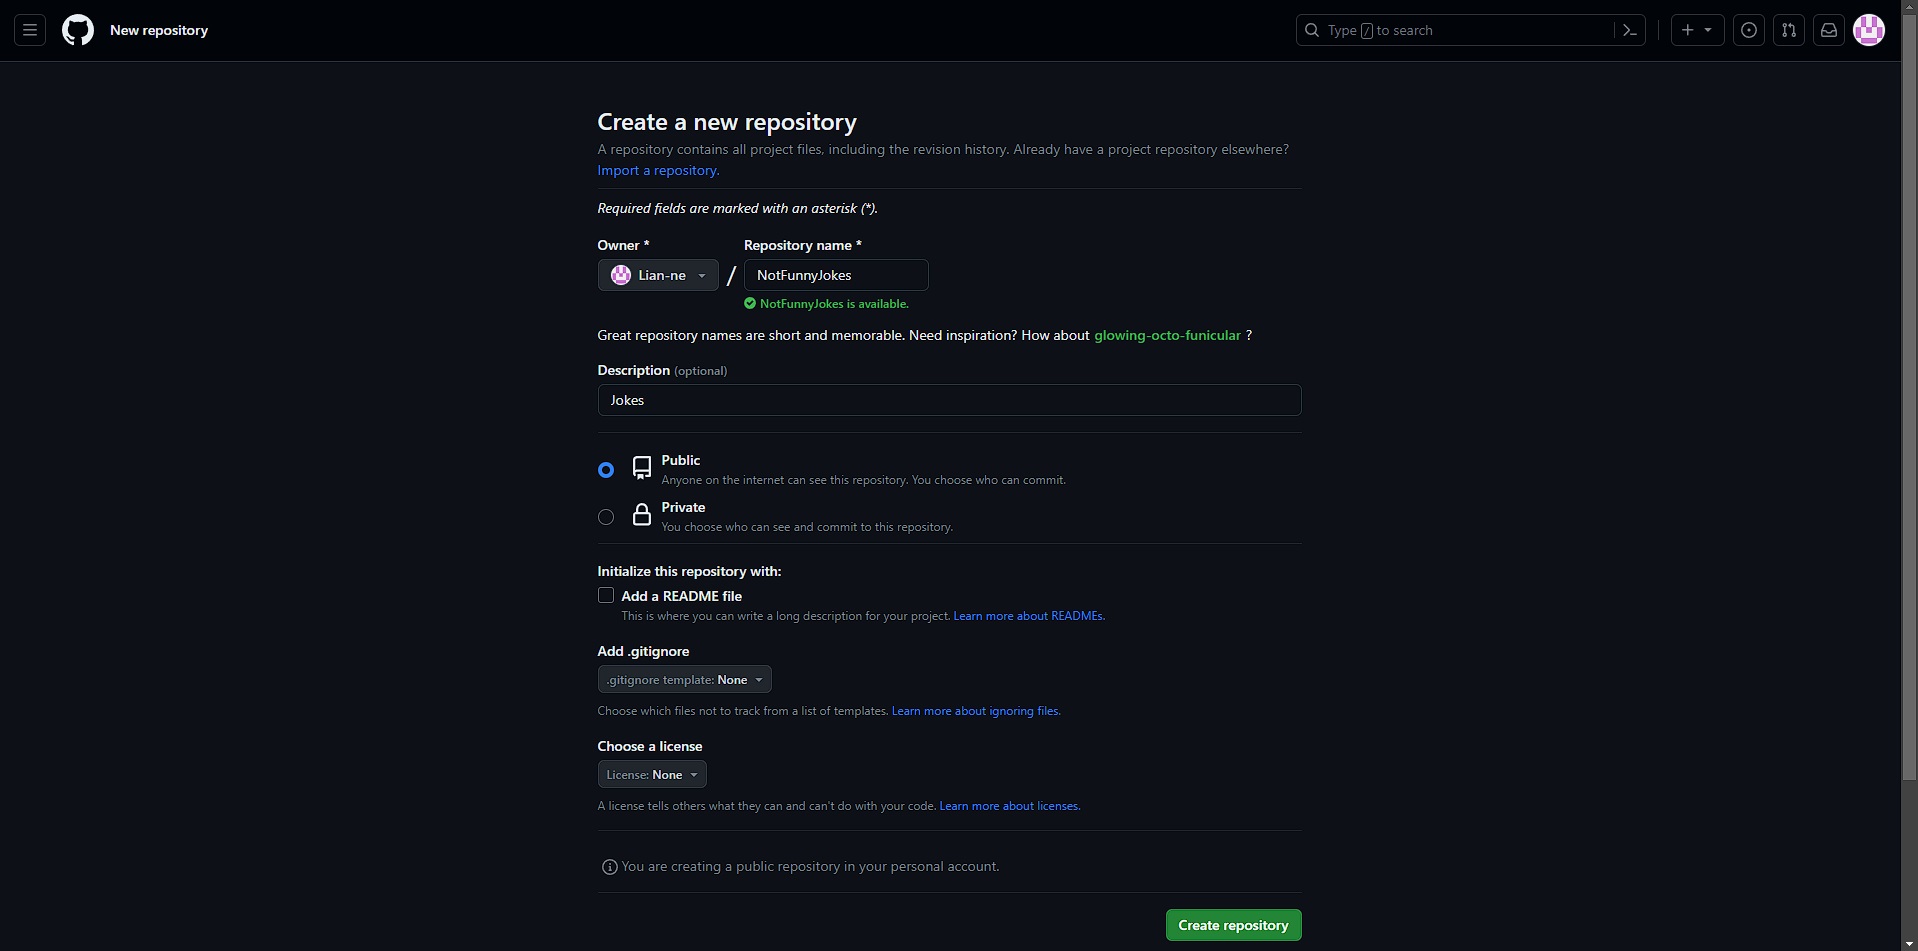 New repository
Type / to search
Create a new repository
A repository contains all project files, including the revision history. Already have a project repository elsewhere?
Import a repository.
Required fields are marked with an asterisk (*).
Owner * Repository name *
Lian-ne / NotFunnyJokes
NotFunnyJokes is available.
Great repository names are short and memorable. Need inspiration? How about glowing-octo-funicular ?
Description (optional)
Jokes
Public
Anyone on the internet can see this repository. You choose who can commit.
Private
You choose who can see and commit to this repository.
Initialize this repository with:
Add a README file
This is where you can write a long description for your project. Learn more about READMEs.
Add .gitignore
.gitignore template: None
Choose which files not to track from a list of templates. Learn more about ignoring files.
Choose a license
License: None
A license tells others what they can and can't do with your code. Learn more about licenses.
You are creating a public repository in your personal account.
Create repository